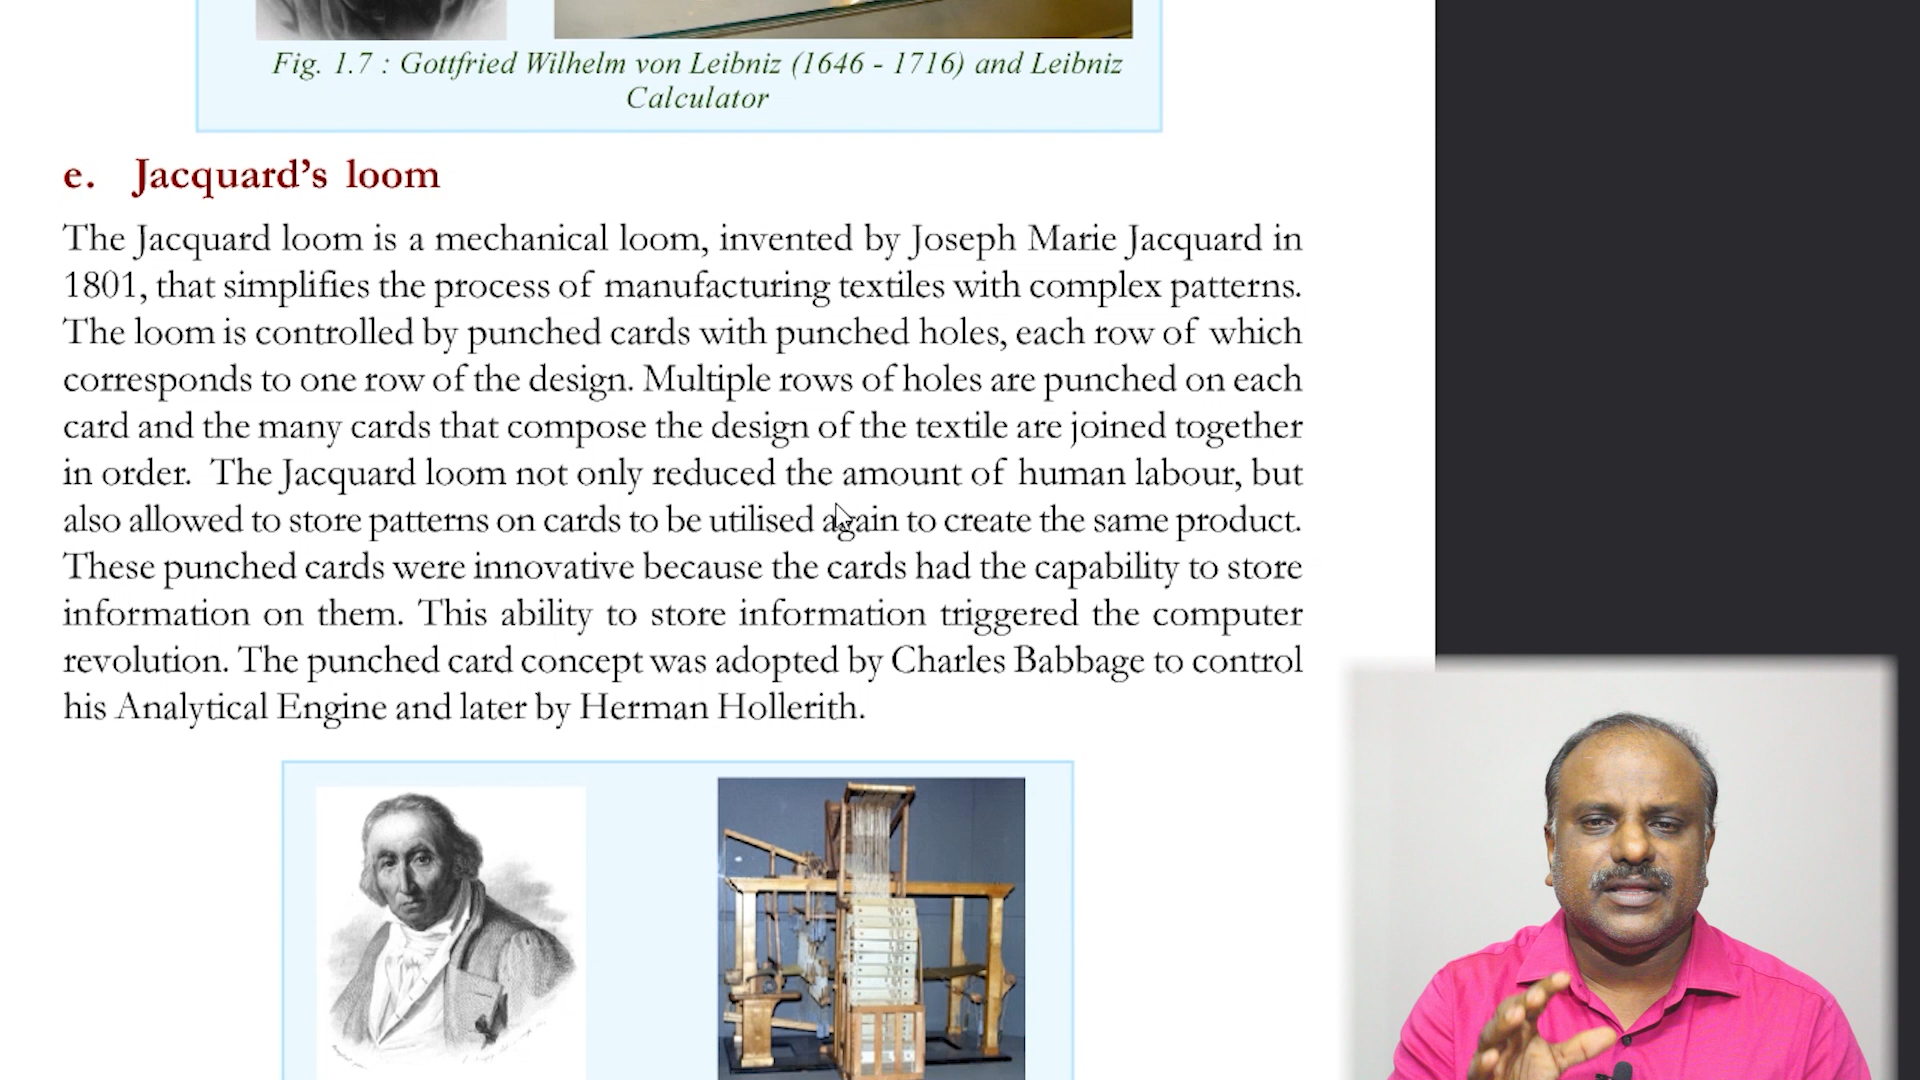 Fig. 1.7 : Gottfried Wilhelm von Leibniz (1646 - 1716) and Leibniz
Calculator
e. Jacquard’s loom
The Jacquard loom is a mechanical loom, invented by Joseph Marie Jacquard in
1801, that simplifies the process of manufacturing textiles with complex patterns.
The loom is controlled by punched cards with punched holes, each row of which
corresponds to one row of the design. Multiple rows of holes are punched on each
card and the many cards that compose the design of the textile are joined together
in order. The Jacquard loom not only reduced the amount of human labour, but
also allowed to store patterns on cards to be utilised again to create the same product.
These punched cards were innovative because the cards had the capability to store
information on them. This ability to store information triggered the computer
revolution. The punched card concept was adopted by Charles Babbage to control
his Analytical Engine and later by Herman Hollerith.